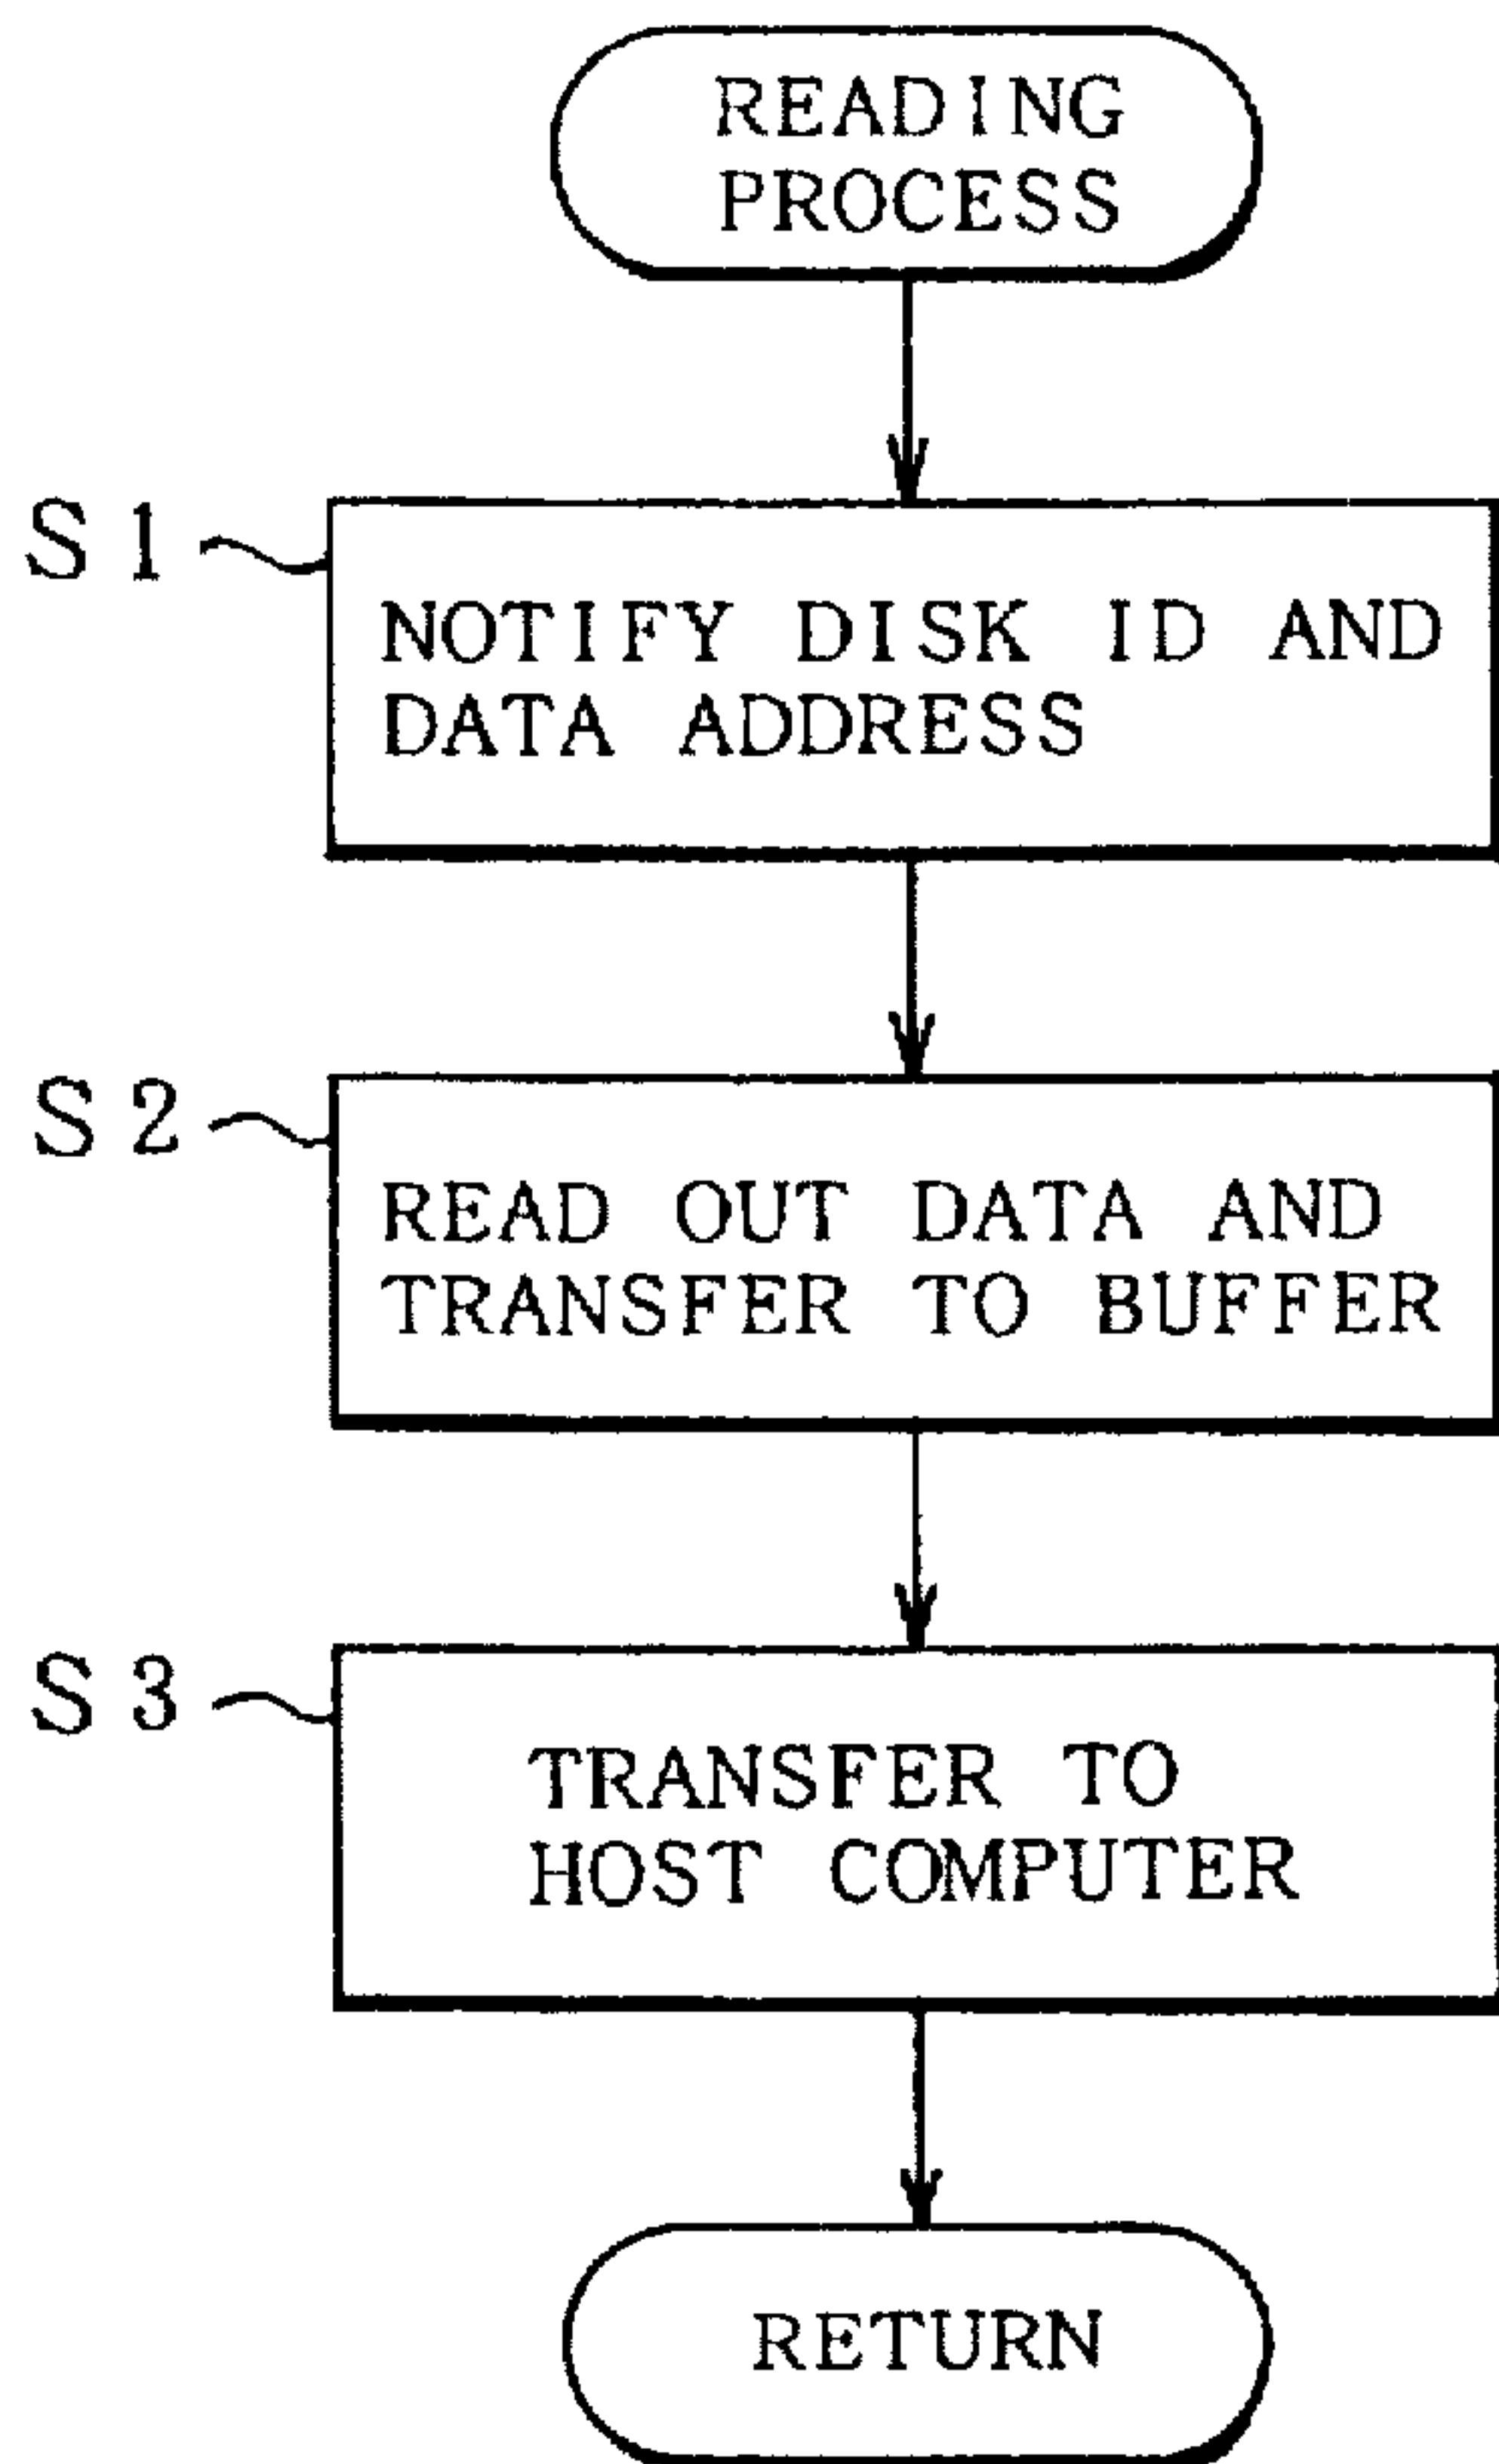 READING
PROCESS
S1
NOTIFY DISK ID AND
DATA ADDRESS
S2
READ OUT DATA AND
TRANSFER TO BUFFER
S3
TRANSFER TO
HOST COMPUTER
RETURN